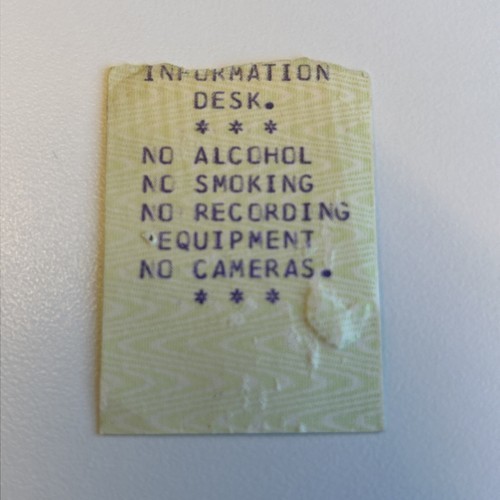 INFORMATION
DESK.
* * *
NO ALCOHOL
NO SMOKING
NO RECORDING
EQUIPMENT
NO CAMERAS.
* * *